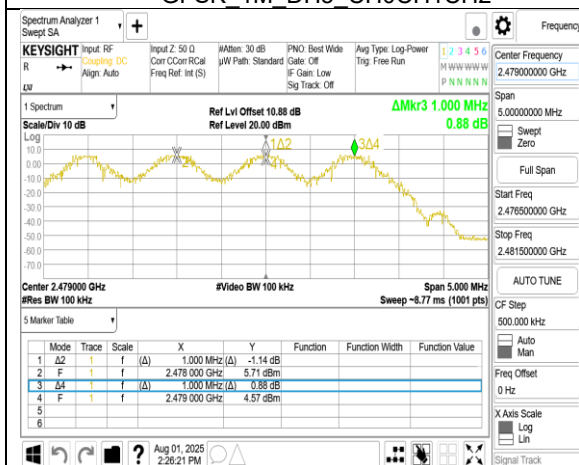 Spectrum Analyzer 1
Swept SA
Frequency
KEYSIGHT
R
Input: RF
Coupling: DC
Align: Auto
Input Z: 50 Ω
Corr CCorr RCal
Freq Ref: Int (S)
#Atten: 30 dB
µW Path: Standard
PNO: Best Wide
Gate: Off
IF Gain: Low
Sig Track: Off
Avg Type: Log-Power
Trig: Free Run
1 2 3 4 5 6
M W W W W W
P N N N N N
1 Spectrum
Scale/Div 10 dB
Ref Lvl Offset 10.88 dB
Ref Level 20.00 dBm
ΔMkr3 1.000 MHz
0.88 dB
Log
10.0
0.00
-10.0
-20.0
-30.0
-40.0
-50.0
-60.0
-70.0
1Δ2
3Δ4
Center 2.479000 GHz
#Res BW 100 kHz
#Video BW 100 kHz
Span 5.000 MHz
Sweep ~6.77 ms (1001 pts)
5 Marker Table
Mode Trace Scale X Y Function Function Width Function Value
1 Δ2 1 f (Δ) 1.000 MHz (Δ) -1.14 dB
2 F 1 f 2.478 000 GHz 5.71 dBm
3 Δ4 1 f (Δ) 1.000 MHz (Δ) 0.88 dB
4 F 1 f 2.479 000 GHz 4.57 dBm
5
6
Aug 01, 2025
2:26:21 PM
Center Frequency
2.479000000 GHz
Span
5.00000000 MHz
Swept
Zero
Full Span
Start Freq
2.476500000 GHz
Stop Freq
2.481500000 GHz
AUTO TUNE
CF Step
500.000 kHz
Auto
Man
Freq Offset
0 Hz
X Axis Scale
Log
Lin
Signal Track